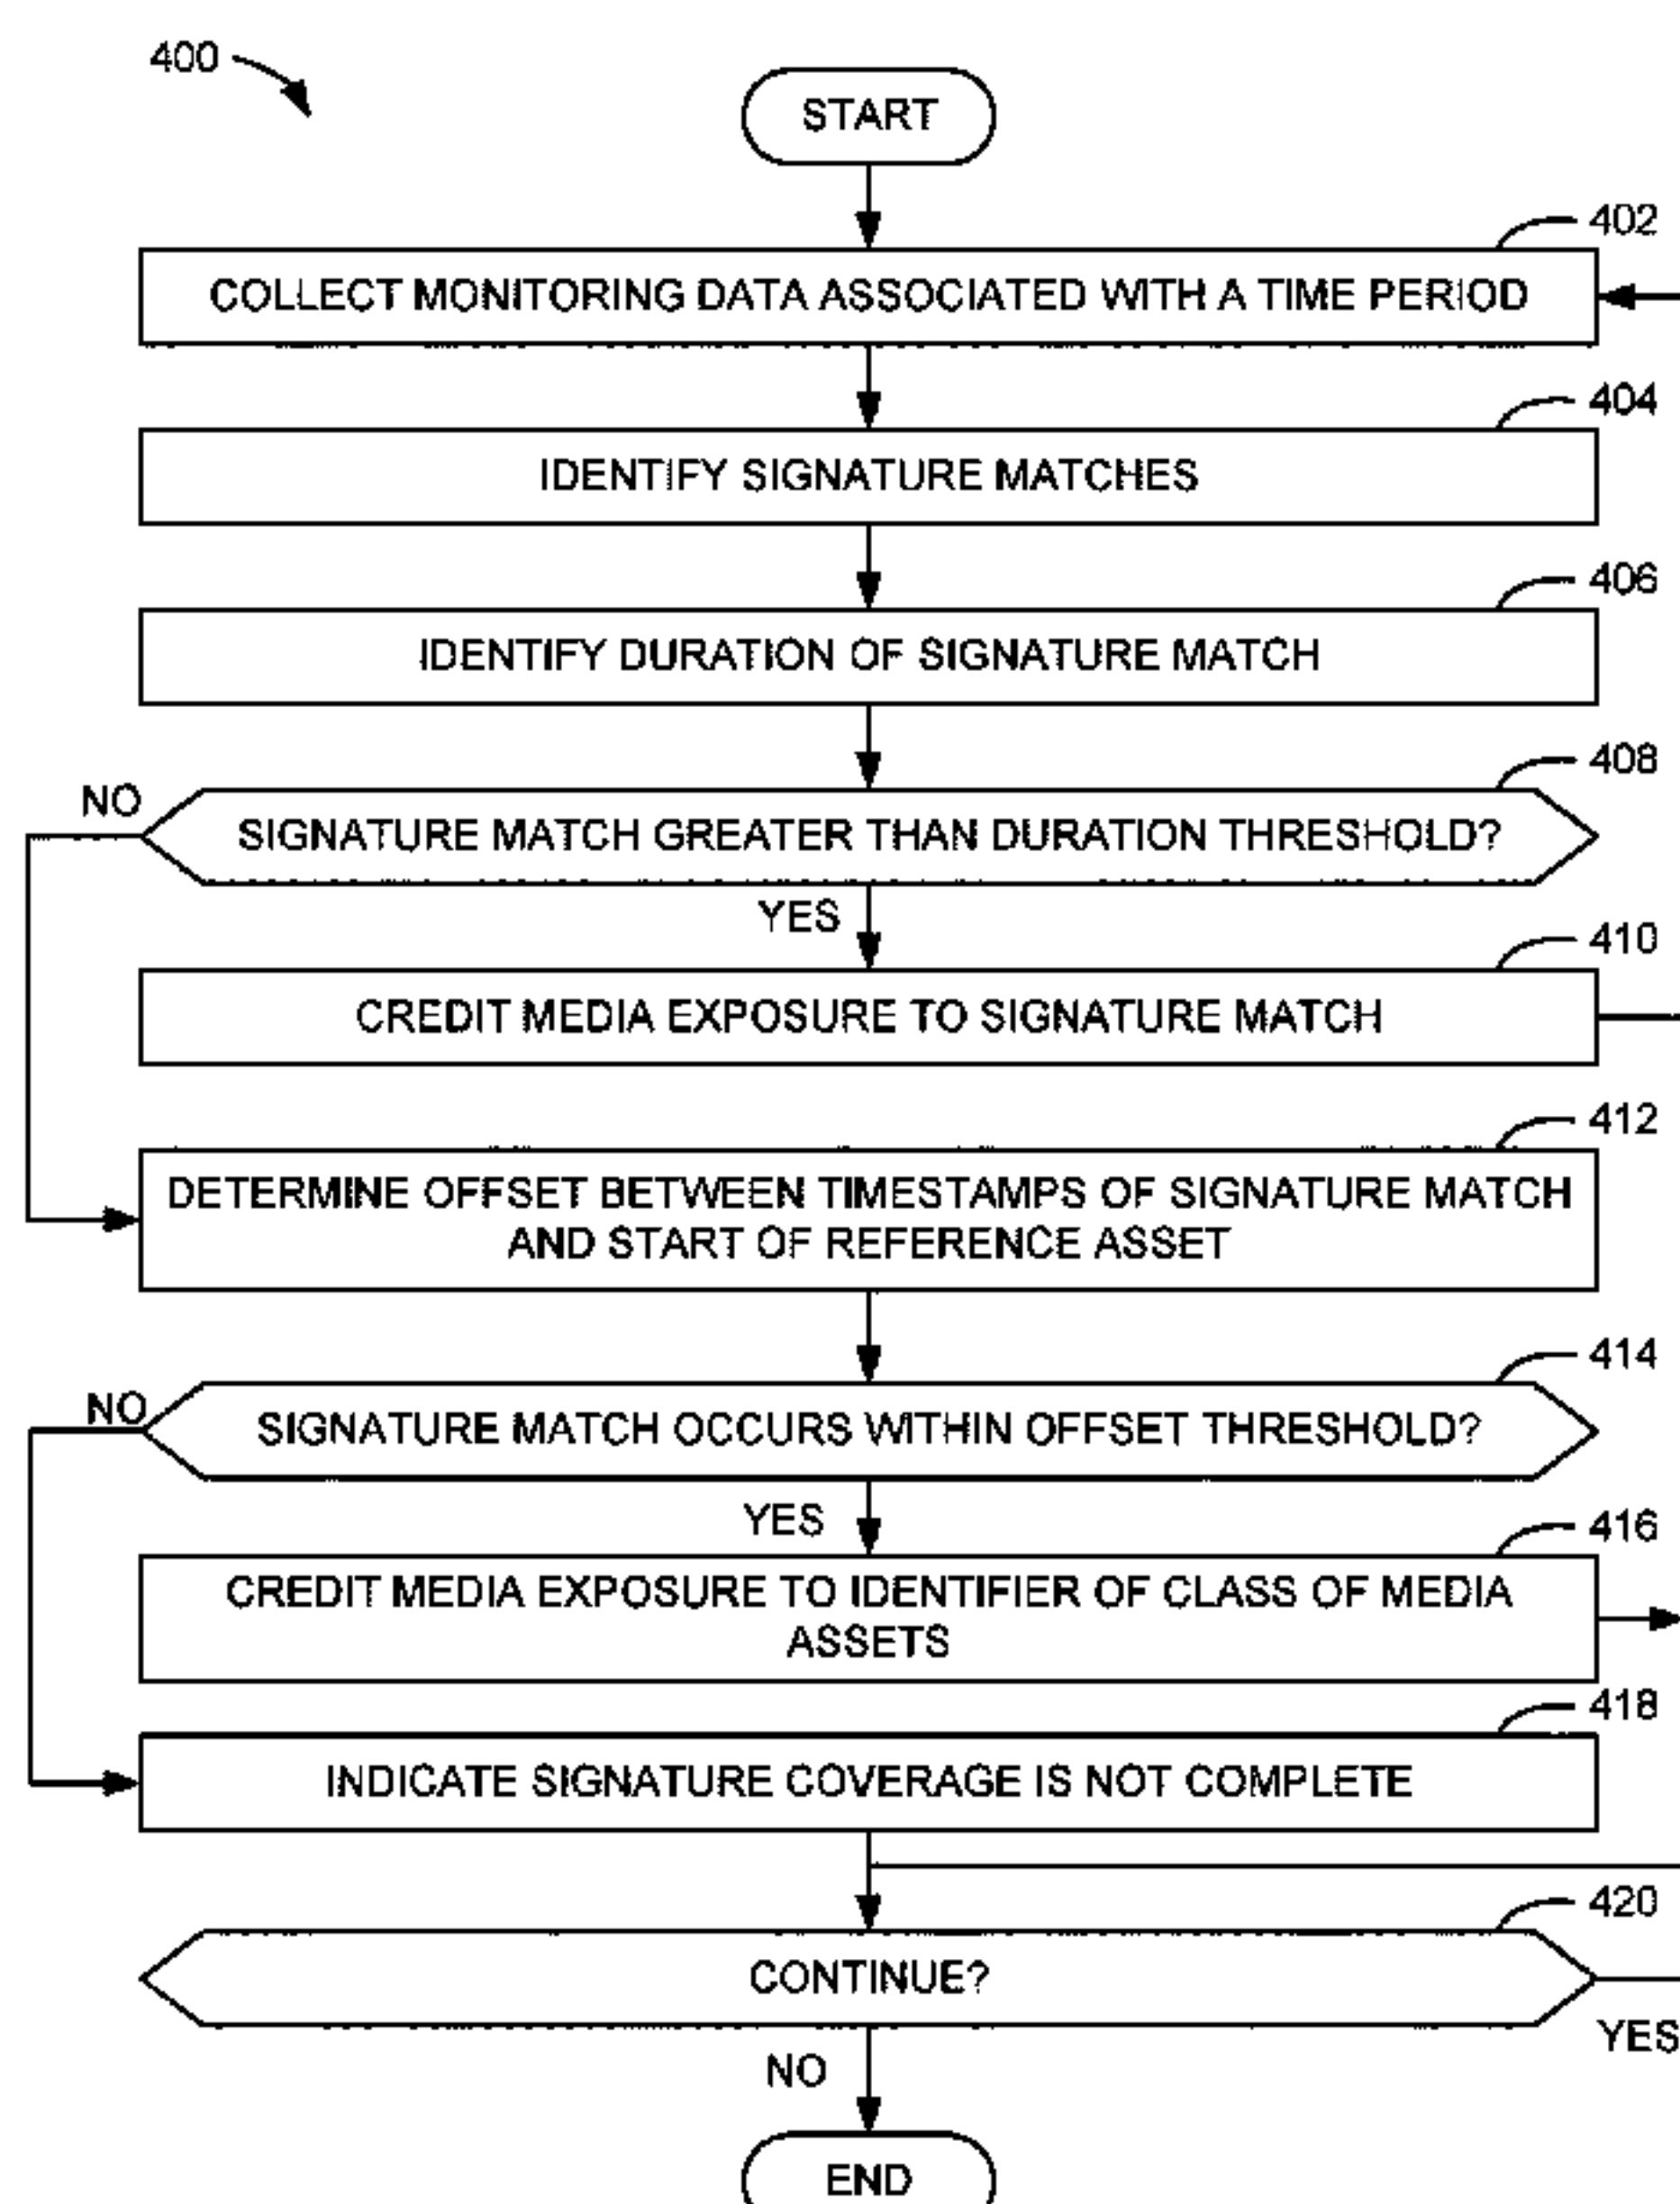 400
START
402
COLLECT MONITORING DATA ASSOCIATED WITH A TIME PERIOD
404
IDENTIFY SIGNATURE MATCHES
406
IDENTIFY DURATION OF SIGNATURE MATCH
408
NO
SIGNATURE MATCH GREATER THAN DURATION THRESHOLD?
YES
410
CREDIT MEDIA EXPOSURE TO SIGNATURE MATCH
412
DETERMINE OFFSET BETWEEN TIMESTAMPS OF SIGNATURE MATCH
AND START OF REFERENCE ASSET
414
NO
SIGNATURE MATCH OCCURS WITHIN OFFSET THRESHOLD?
YES
416
CREDIT MEDIA EXPOSURE TO IDENTIFIER OF CLASS OF MEDIA
ASSETS
418
INDICATE SIGNATURE COVERAGE IS NOT COMPLETE
420
CONTINUE?
YES
NO
END